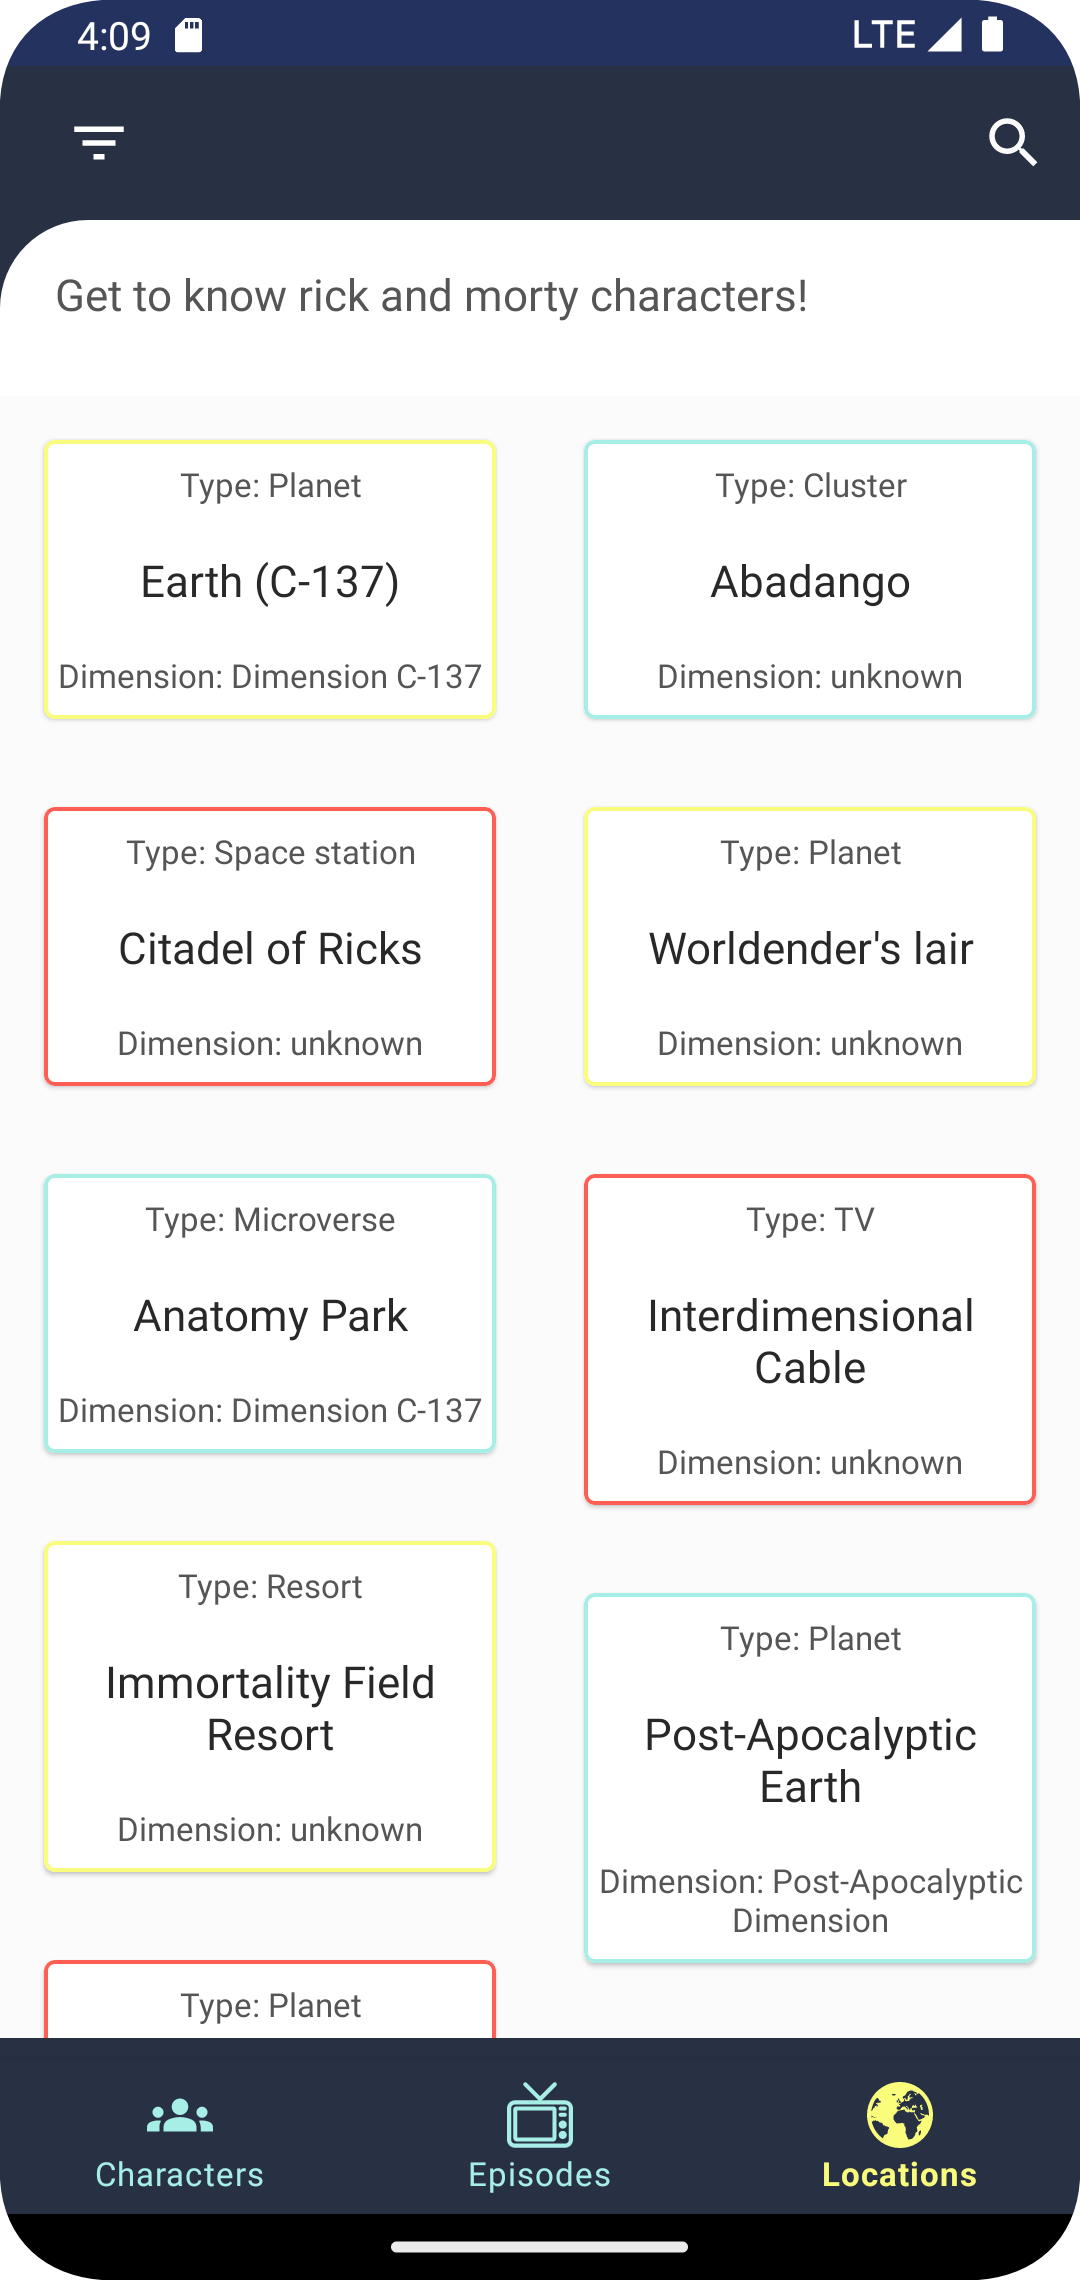 4:09
LTE
Get to know rick and morty characters!
Type: Planet
Earth (C-137)
Dimension: Dimension C-137
Type: Cluster
Abadango
Dimension: unknown
Type: Space station
Citadel of Ricks
Dimension: unknown
Type: Planet
Worldender's lair
Dimension: unknown
Type: Microverse
Anatomy Park
Dimension: Dimension C-137
Type: TV
Interdimensional
Cable
Dimension: unknown
Type: Resort
Immortality Field
Resort
Dimension: unknown
Type: Planet
Post-Apocalyptic
Earth
Dimension: Post-Apocalyptic
Dimension
Type: Planet
Characters
Episodes
Locations